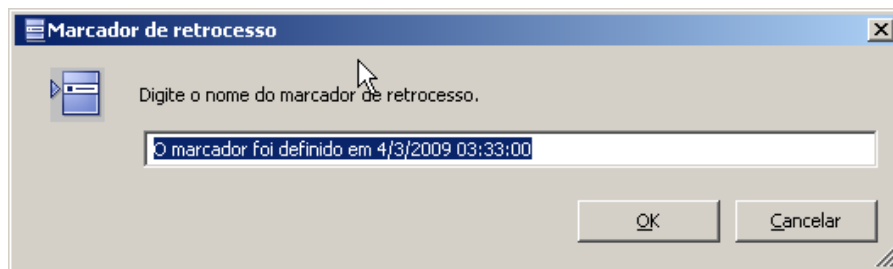 Marcador de retrocesso
Digite o nome do marcador de retrocesso.
O marcador foi definido em 4/3/2009 03:33:00
OK
Cancelar